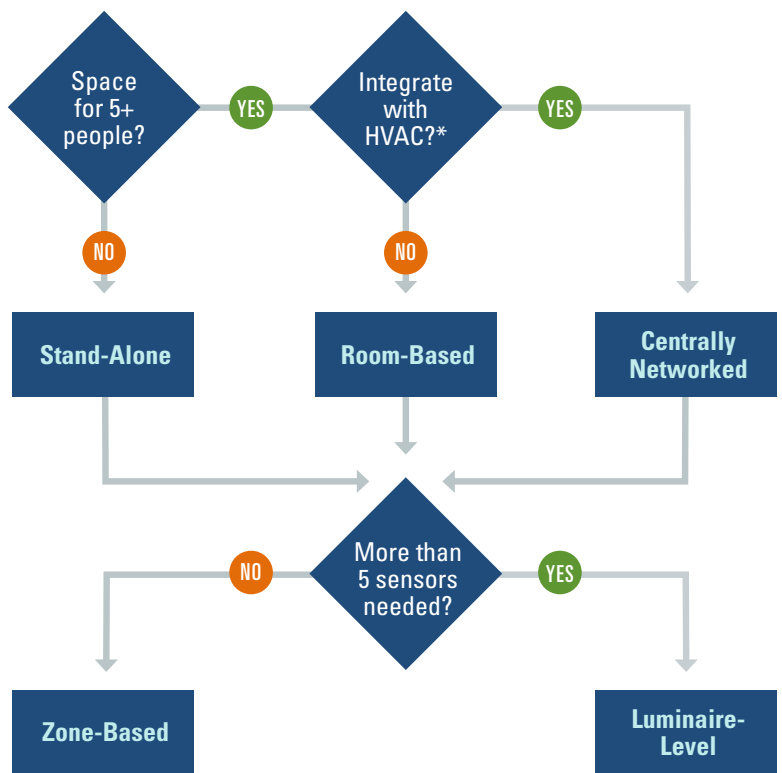 Space
for 5+
people?
YES
Integrate
with
HVAC?*
YES
NO
NO
Stand-Alone
Room-Based
Centrally
Networked
More than
5 sensors
needed?
NO
YES
Zone-Based
Luminaire-
Level